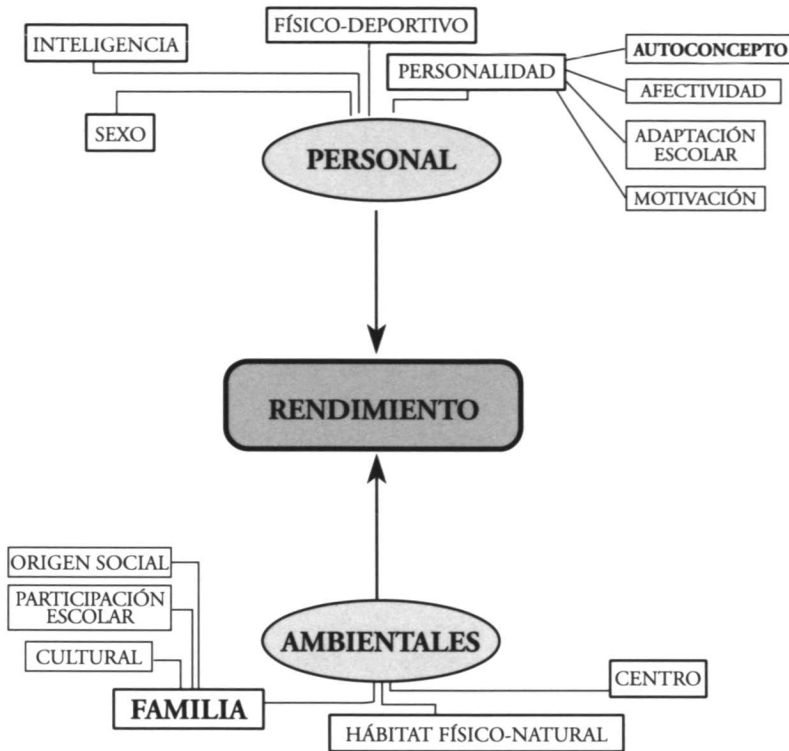 FÍSICO-DEPORTIVO
INTELIGENCIA
PERSONALIDAD
AUTOCONCEPTO
AFECTIVIDAD
SEXO
ADAPTACIÓN
ESCOLAR
PERSONAL
MOTIVACIÓN
RENDIMIENTO
ORIGEN SOCIAL
PARTICIPACIÓN
ESCOLAR
CULTURAL
AMBIENTALES
CENTRO
FAMILIA
HÁBITAT FÍSICO-NATURAL